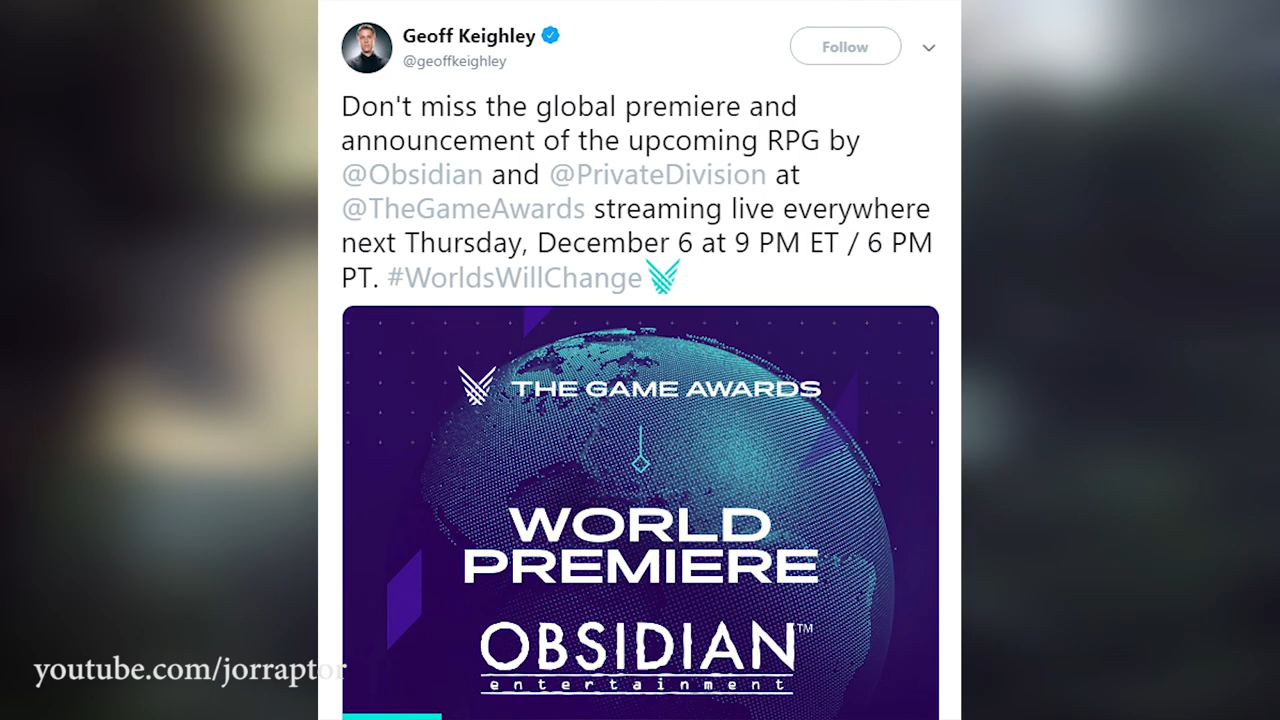 Geoff Keighley
@geoffkeighley
Follow
Don't miss the global premiere and
announcement of the upcoming RPG by
@Obsidian and @PrivateDivision at
@TheGameAwards streaming live everywhere
next Thursday, December 6 at 9 PM ET / 6 PM
PT. #WorldsWillChange
THE GAME AWARDS
WORLD
PREMIERE
OBSIDIAN™
entertainment
youtube.com/jorraptor